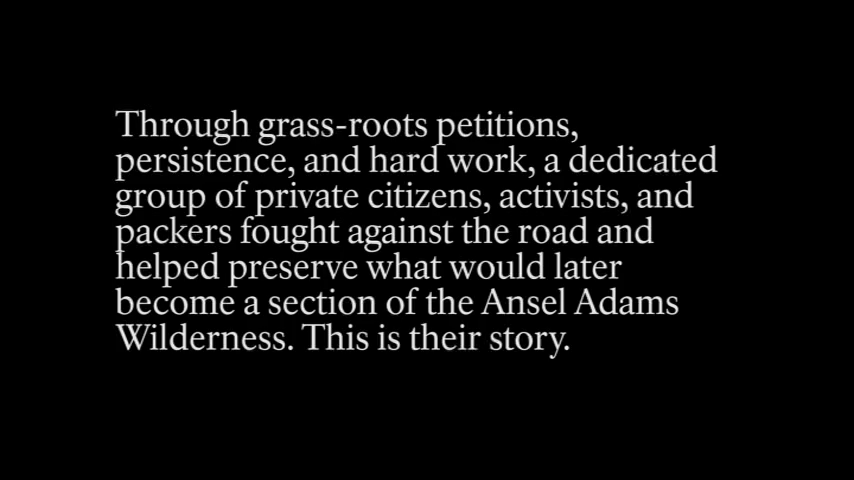 Through grass-roots petitions,
persistence, and hard work, a dedicated
group of private citizens, activists, and
packers fought against the road and
helped preserve what would later
become a section of the Ansel Adams
Wilderness. This is their story.